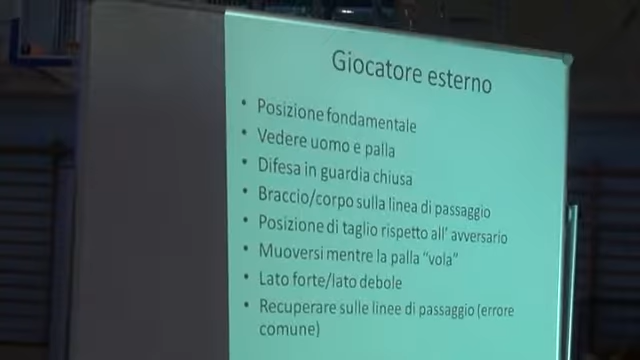 Giocatore esterno
• Posizione fondamentale
• Vedere uomo e palla
• Difesa in guardia chiusa
• Braccio/corpo sulla linea di passaggio
• Posizione di taglio rispetto all' avversario
• Muoversi mentre la palla "vola"
• Lato forte/lato debole
• Recuperare sulle linee di passaggio (errore
comune)